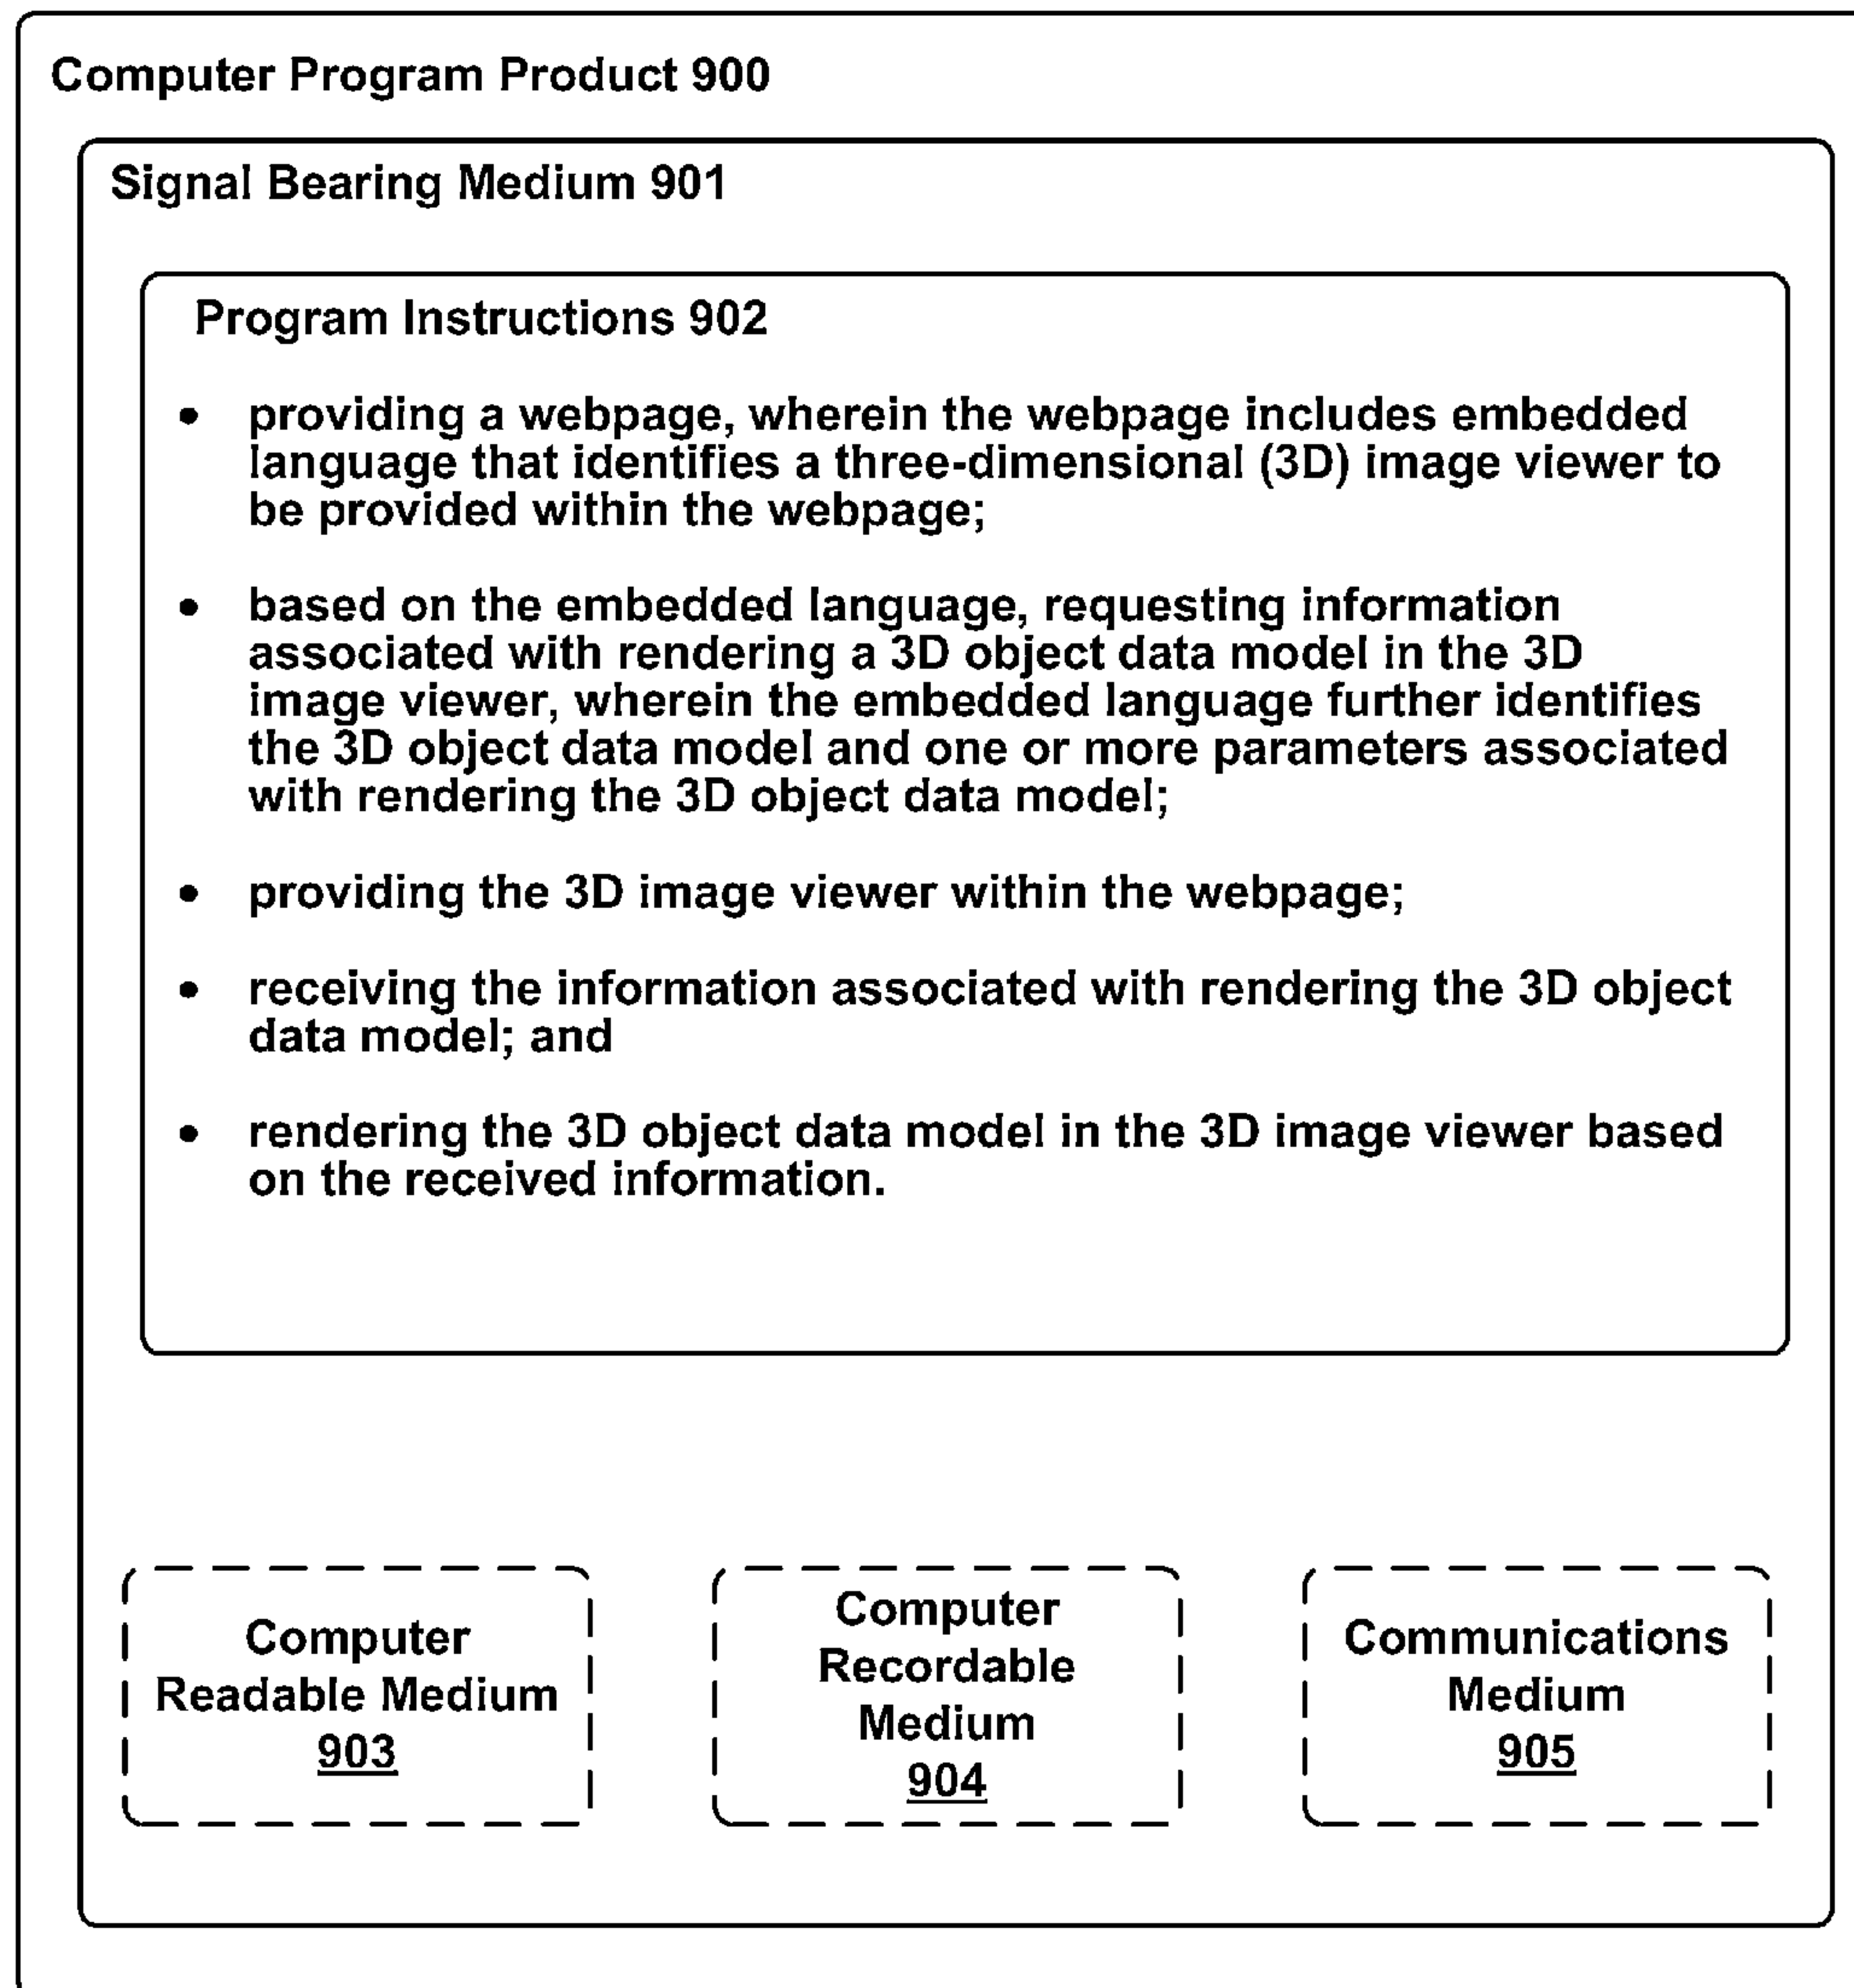 Computer Program Product 900
Signal Bearing Medium 901
Program Instructions 902
• providing a webpage, wherein the webpage includes embedded
language that identifies a three-dimensional (3D) image viewer to
be provided within the webpage;
• based on the embedded language, requesting information
associated with rendering a 3D object data model in the 3D
image viewer, wherein the embedded language further identifies
the 3D object data model and one or more parameters associated
with rendering the 3D object data model;
• providing the 3D image viewer within the webpage;
• receiving the information associated with rendering the 3D object
data model; and
• rendering the 3D object data model in the 3D image viewer based
on the received information.
Computer
Readable Medium
903
Computer
Recordable
Medium
904
Communications
Medium
905